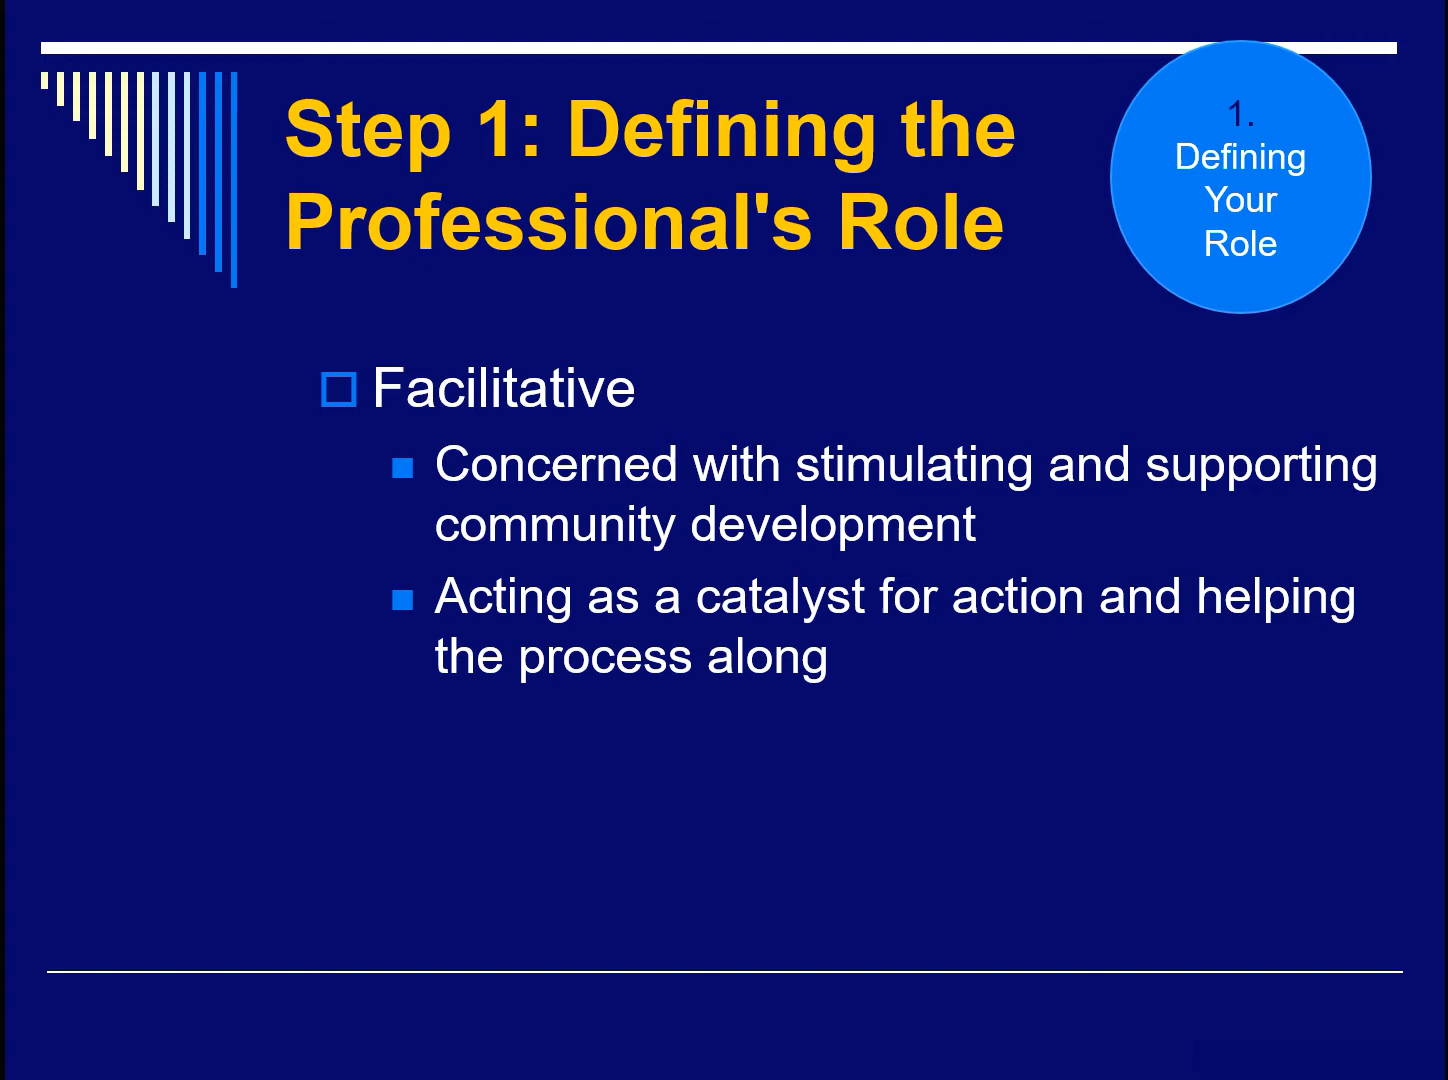 Step 1: Defining the
Professional's Role
1.
Defining
Your
Role
Facilitative
Concerned with stimulating and supporting
community development
Acting as a catalyst for action and helping
the process along